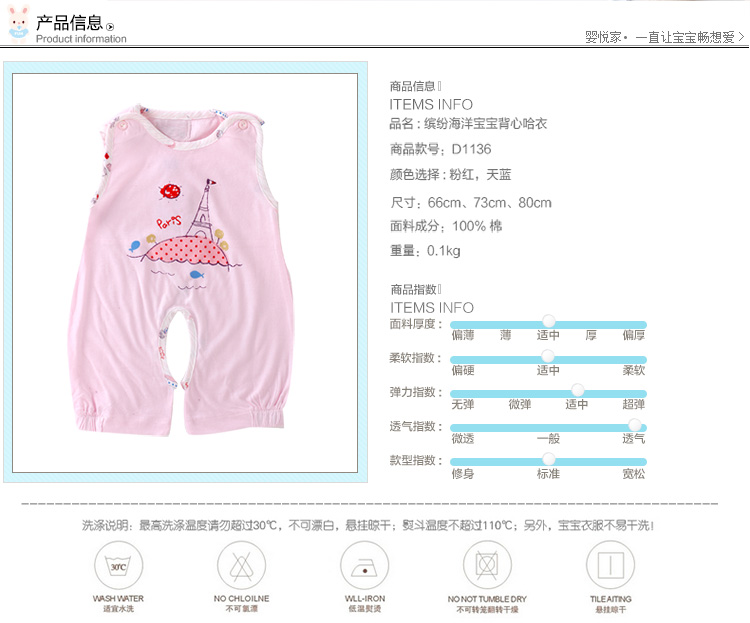 产品信息
Product information
婴悦家• 一直让宝宝畅想爱 >
商品信息
ITEMS INFO
品名：缤纷海洋宝宝背心哈衣
商品款号：D1136
颜色选择：粉红，天蓝
尺寸：66cm、73cm、80cm
面料成分：100% 棉
重量：0.1kg
Paris
商品指数
ITEMS INFO
面料厚度：
偏薄 薄 适中 厚 偏厚
柔软指数：
偏硬 适中 柔软
弹力指数：
无弹 微弹 适中 超弹
透气指数：
微透 一般 透气
款型指数：
修身 标准 宽松
洗涤说明：最高洗涤温度请勿超过30℃，不可漂白，悬挂晾干；熨斗温度不超过110℃；另外，宝宝衣服不易干洗！
30℃
WASH WATER
适宜水洗
NO CHLOILNE
不可氯漂
WLL-IRON
低温熨烫
NO NOT TUMBLE DRY
不可转笼翻转干燥
TILE AITING
悬挂晾干